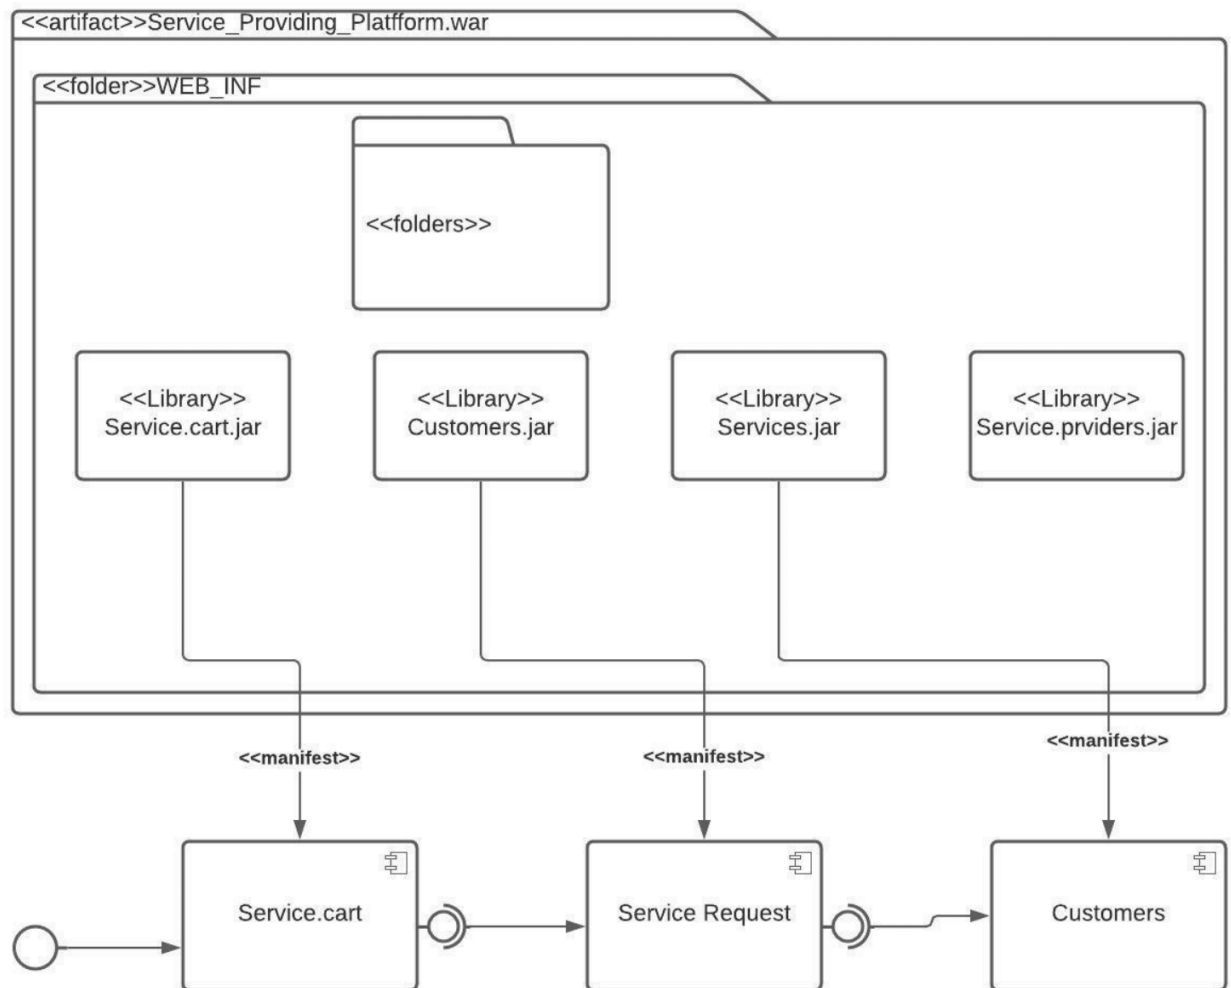 <<artifact>>Service_Providing_Platfform.war
<<folder>>WEB_INF
<<folders>>
<<Library>>
Service.cart.jar
<<Library>>
Customers.jar
<<Library>>
Services.jar
<<Library>>
Service.prviders.jar
<<manifest>>
<<manifest>>
<<manifest>>
Service.cart
Service Request
Customers